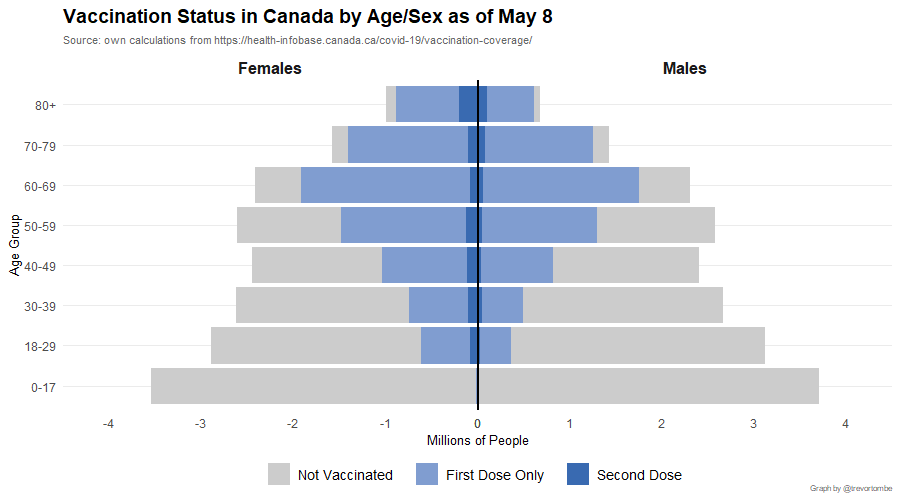 Vaccination Status in Canada by Age/Sex as of May 8
Source: own calculations from https://health-infobase.canada.ca/covid-19/vaccination-coverage/
Females Males
Age Group
80+
70-79
60-69
50-59
40-49
30-39
18-29
0-17
-4 -3 -2 -1 0 1 2 3 4
Millions of People
Not Vaccinated First Dose Only Second Dose
Graph by @trevortombe